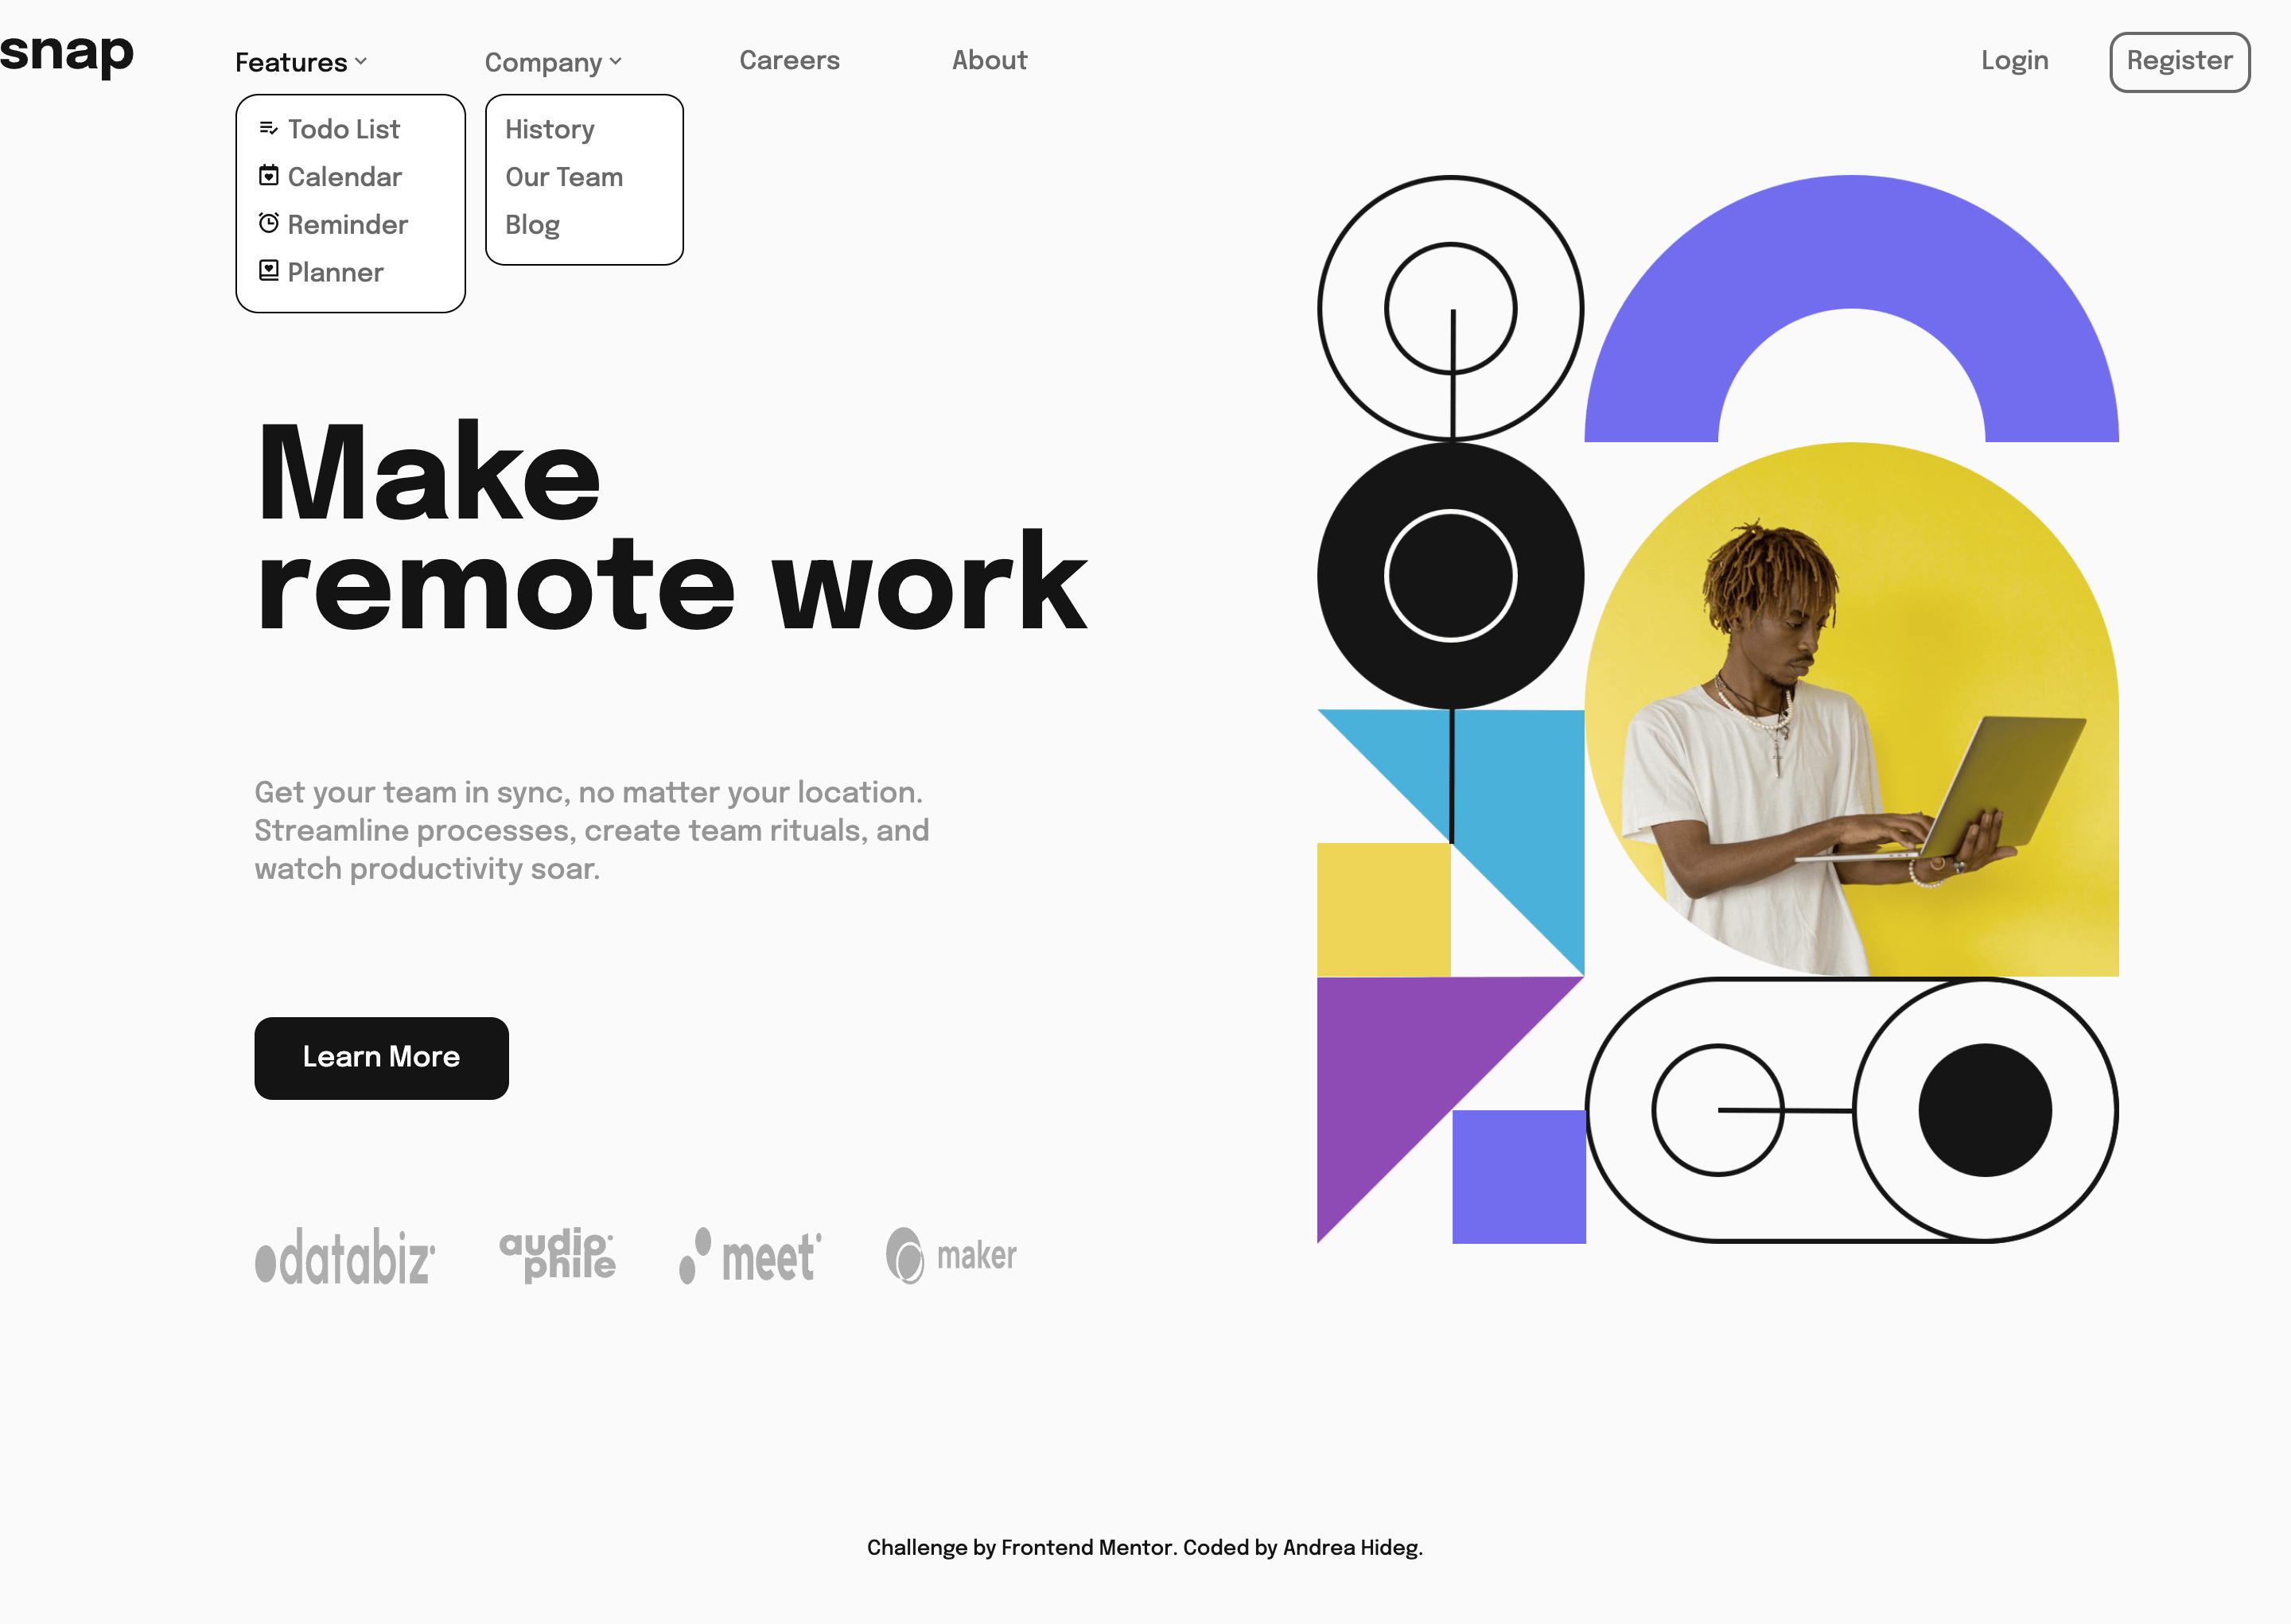 snap
Features
Company
Careers
About
Login
Register
Todo List
Calendar
Reminder
Planner
History
Our Team
Blog
Make
remote work
Get your team in sync, no matter your location.
Streamline processes, create team rituals, and
watch productivity soar.
Learn More
databiz
audio
phile
meet
maker
Challenge by Frontend Mentor. Coded by Andrea Hideg.